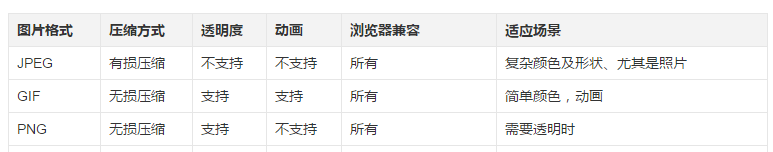 图片格式 压缩方式 透明度 动画 浏览器兼容 适应场景
JPEG 有损压缩 不支持 不支持 所有 复杂颜色及形状、尤其是照片
GIF 无损压缩 支持 支持 所有 简单颜色，动画
PNG 无损压缩 支持 不支持 所有 需要透明时